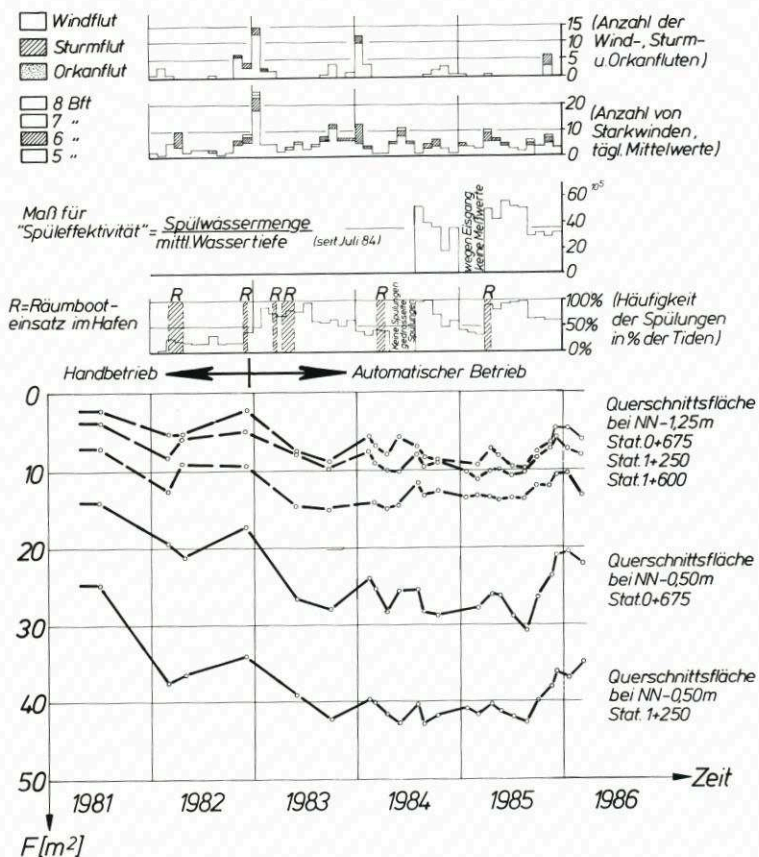 Windflut
Sturmflut
Orkanflut
15
10
5
0
(Anzahl der
Wind-, Sturm-
u. Orkanfluten)
8 Bft
7 "
6 "
5 "
20
10
0
(Anzahl von
Starkwinden,
tägl. Mittelwerte)
Maß für
"Spüleffektivität" = Spülwassermenge
mittl. Wassertiefe
(seit Juli 84)
wegen Eisgang
keine Meßwerte
60
10⁵
40
20
0
R=Räumboot-
einsatz im Hafen
R
R
R
R
R
R
Keine Spülungen
gedrosselte
Spülungen
100%
50%
0%
(Häufigkeit
der Spülungen
in % der Tiden)
Handbetrieb
Automatischer Betrieb
0
10
20
30
40
50
Querschnittsfläche
bei NN-1,25m
Stat. 0+675
Stat. 1+250
Stat. 1+600
Querschnittsfläche
bei NN-0,50m
Stat. 0+675
Querschnittsfläche
bei NN-0,50m
Stat. 1+250
Zeit
1981
1982
1983
1984
1985
1986
F [m²]